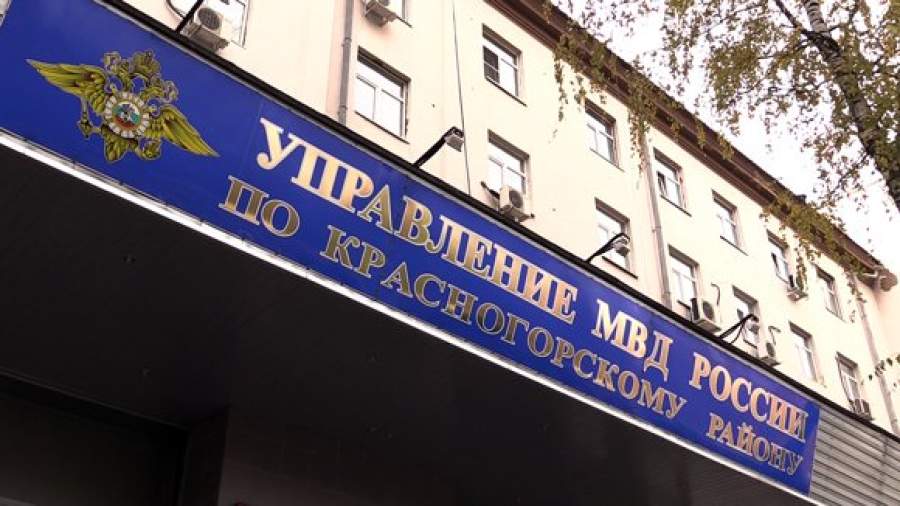 УПРАВЛЕНИЕ МВД РОССИИ
ПО КРАСНОГОРСКОМУ РАЙОНУ